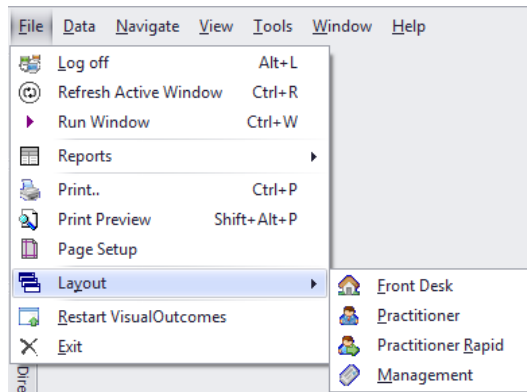 File Data Navigate View Tools Window Help
Log off Alt+L
Refresh Active Window Ctrl+R
Run Window Ctrl+W
Reports
Print.. Ctrl+P
Print Preview Shift+Alt+P
Page Setup
Layout
Restart VisualOutcomes
Exit
Front Desk
Practitioner
Practitioner Rapid
Management
Dire